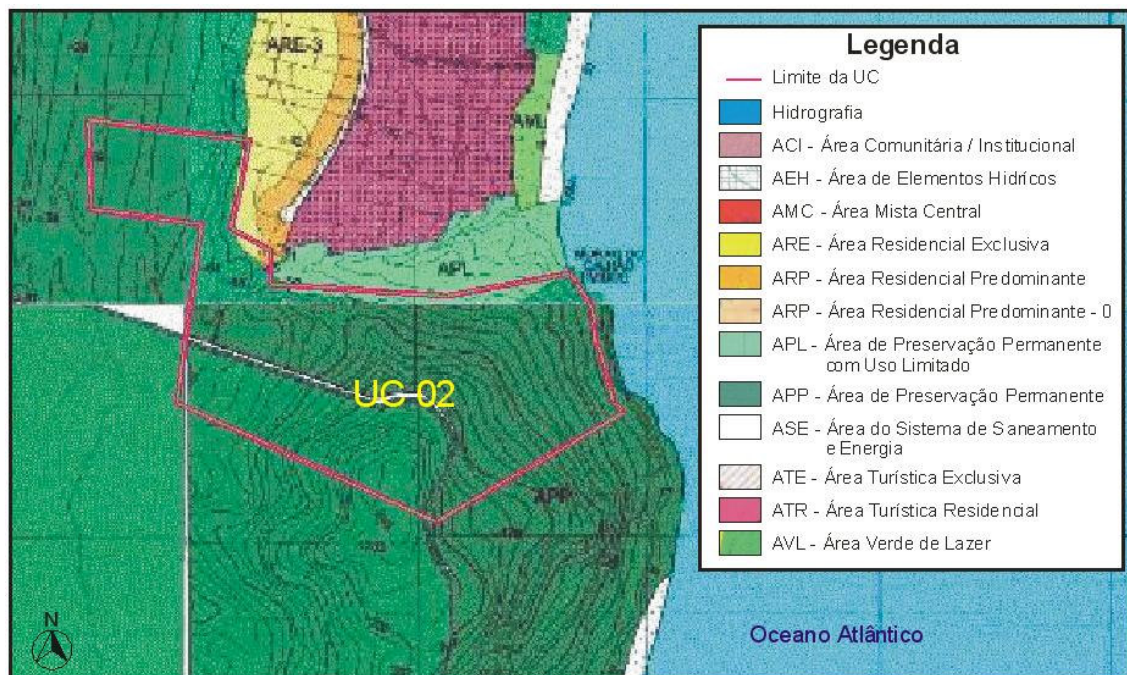 ARE-3
APL
UC-02
APP
N
Oceano Atlântico
Legenda
Limite da UC
Hidrografia
ACI - Área Comunitária / Institucional
AEH - Área de Elementos Hidrícos
AMC - Área Mista Central
ARE - Área Residencial Exclusiva
ARP - Área Residencial Predominante
ARP - Área Residencial Predominante - 0
APL - Área de Preservação Permanente
com Uso Limitado
APP - Área de Preservação Permanente
ASE - Área do Sistema de Saneamento
e Energia
ATE - Área Turística Exclusiva
ATR - Área Turística Residencial
AVL - Área Verde de Lazer